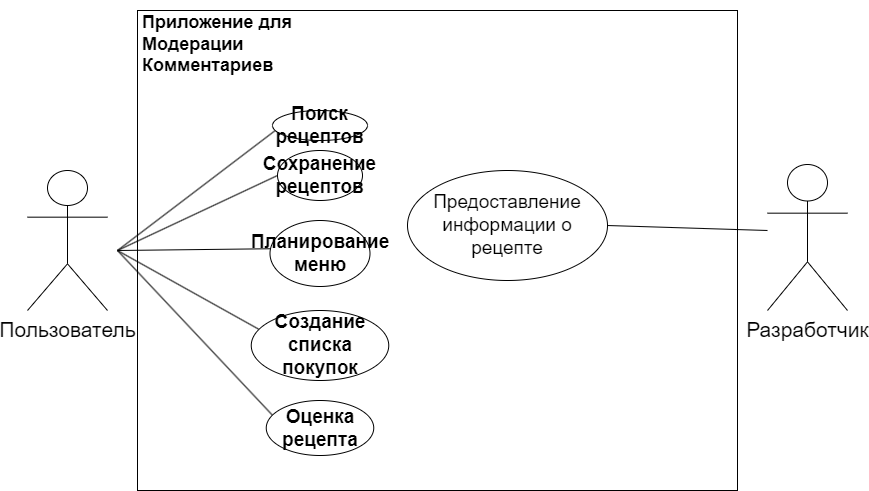 Приложение для
Модерации
Комментариев
Поиск
рецептов
Сохранение
рецептов
Планирование
меню
Создание
списка
покупок
Оценка
рецепта
Предоставление
информации о
рецепте
Пользователь
Разработчик